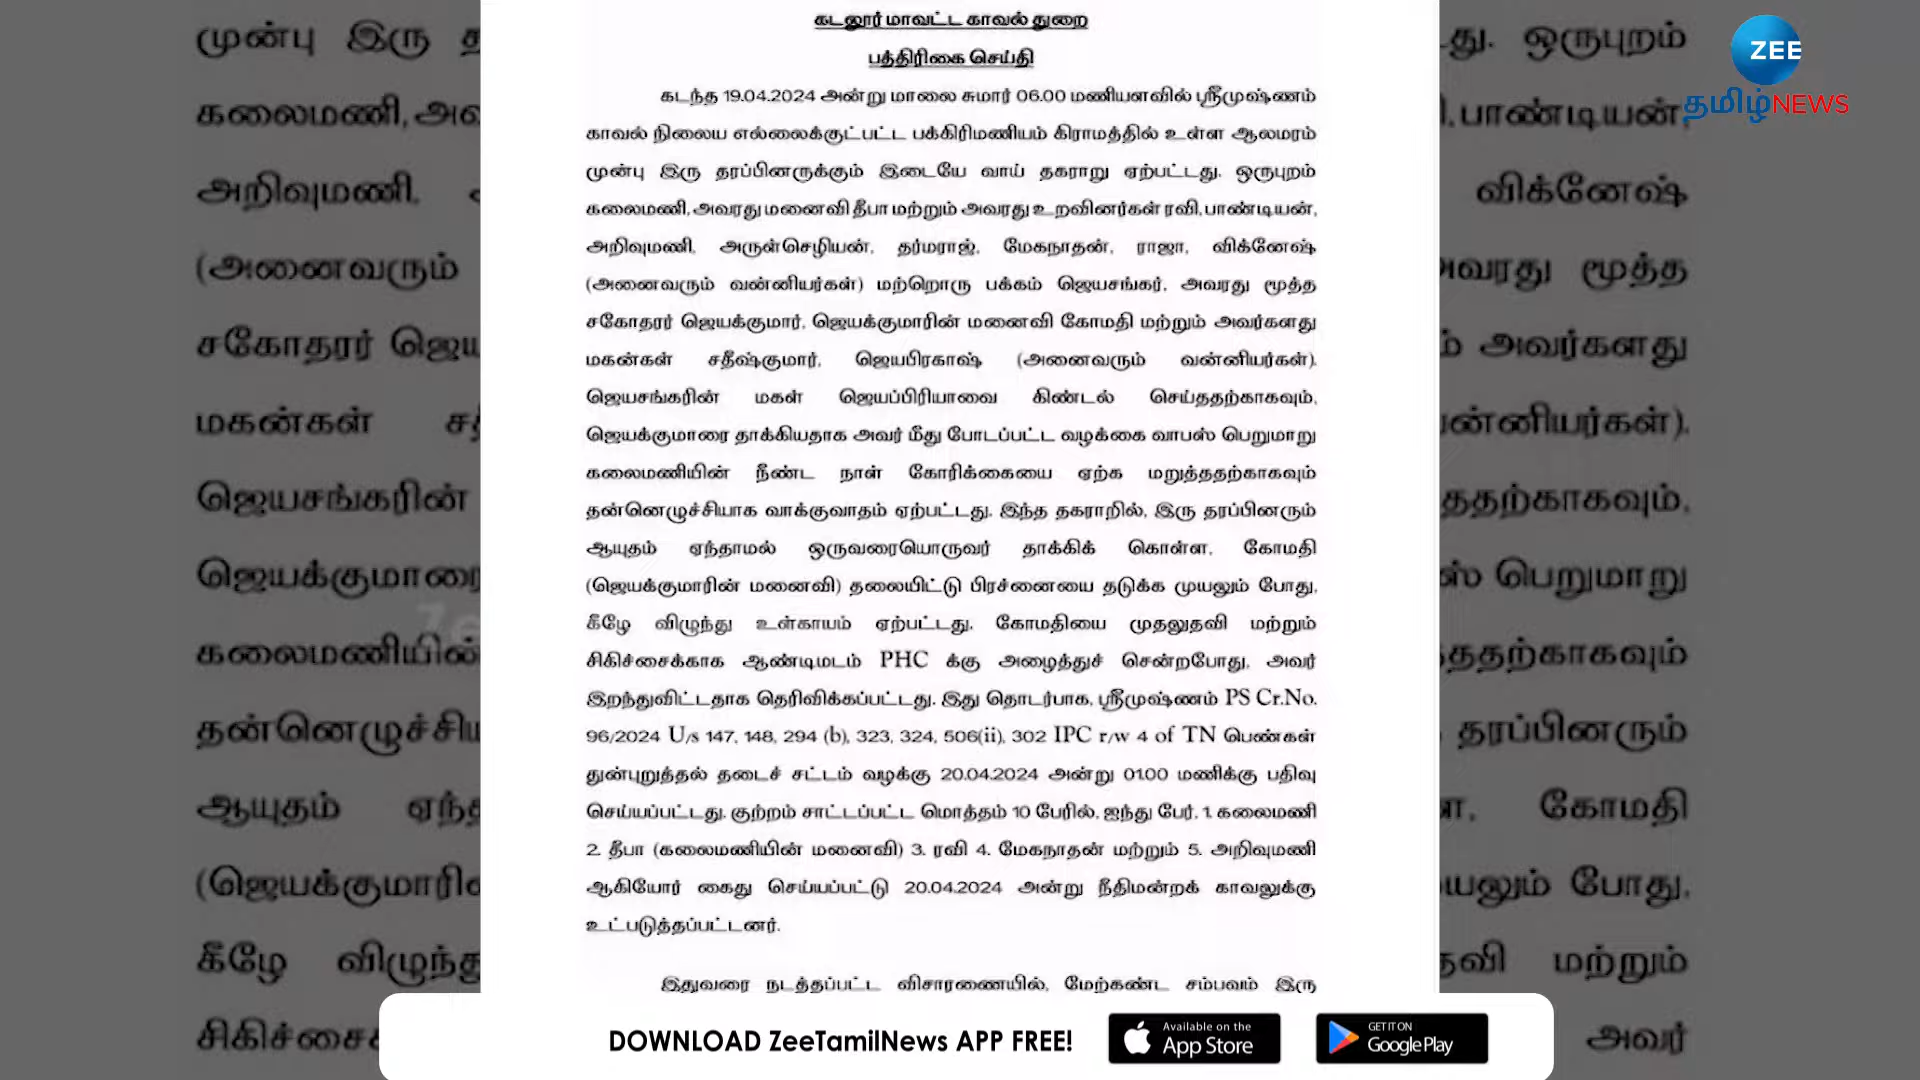 கடலூர் மாவட்ட காவல் துறை
பத்திரிகை செய்தி
கடந்த 19.04.2024 அன்று மாலை சுமார் 06.00 மணியளவில் ஸ்ரீமுஷ்ணம்
காவல் நிலைய எல்லைக்குட்பட்ட பக்கிரிமணியம் கிராமத்தில் உள்ள ஆலமரம்
முன்பு இரு தரப்பினருக்கும் இடையே வாய் தகராறு ஏற்பட்டது. ஒருபுறம்
கலைமணி, அவரது மனைவி தீபா மற்றும் அவரது உறவினர்கள் ரவி, பாண்டியன்,
அறிவுமணி, அருள்செழியன், தர்மராஜ், மேகநாதன், ராஜா, விக்னேஷ்
(அனைவரும் வன்னியர்கள்) மற்றொரு பக்கம் ஜெயசங்கர், அவரது மூத்த
சகோதரர் ஜெயக்குமார், ஜெயக்குமாரின் மனைவி கோமதி மற்றும் அவர்களது
மகன்கள் சதீஷ்குமார், ஜெயபிரகாஷ் (அனைவரும் வன்னியர்கள்).
ஜெயசங்கரின் மகள் ஜெயப்பிரியாவை கிண்டல் செய்ததற்காகவும்,
ஜெயக்குமாரை தாக்கியதாக அவர் மீது போடப்பட்ட வழக்கை வாபஸ் பெறுமாறு
கலைமணியின் நீண்ட நாள் கோரிக்கையை ஏற்க மறுத்ததற்காகவும்
தன்னெழுச்சியாக வாக்குவாதம் ஏற்பட்டது. இந்த தகராறில், இரு தரப்பினரும்
ஆயுதம் ஏந்தாமல் ஒருவரையொருவர் தாக்கிக் கொள்ள, கோமதி
(ஜெயக்குமாரின் மனைவி) தலையிட்டு பிரச்னையை தடுக்க முயலும் போது,
கீழே விழுந்து உள்காயம் ஏற்பட்டது. கோமதியை முதலுதவி மற்றும்
சிகிச்சைக்காக ஆண்டிமடம் PHC க்கு அழைத்துச் சென்றபோது, அவர்
இறந்துவிட்டதாக தெரிவிக்கப்பட்டது. இது தொடர்பாக, ஸ்ரீமுஷ்ணம் PS Cr.No.
96/2024 U/s 147, 148, 294 (b), 323, 324, 506(ii), 302 IPC r/w 4 of TN பெண்கள்
துன்புறுத்தல் தடைச் சட்டம் வழக்கு 20.04.2024 அன்று 01.00 மணிக்கு பதிவு
செய்யப்பட்டது. குற்றம் சாட்டப்பட்ட மொத்தம் 10 பேரில், ஐந்து பேர், 1. கலைமணி
2. தீபா (கலைமணியின் மனைவி) 3. ரவி 4. மேகநாதன் மற்றும் 5. அறிவுமணி
ஆகியோர் கைது செய்யப்பட்டு 20.04.2024 அன்று நீதிமன்றக் காவலுக்கு
உட்படுத்தப்பட்டனர்.
இதுவரை நடத்தப்பட்ட விசாரணையில், மேற்கண்ட சம்பவம் இரு
ZEE
தமிழ் NEWS
DOWNLOAD ZeeTamilNews APP FREE!
Available on the
App Store
GET IT ON
Google Play